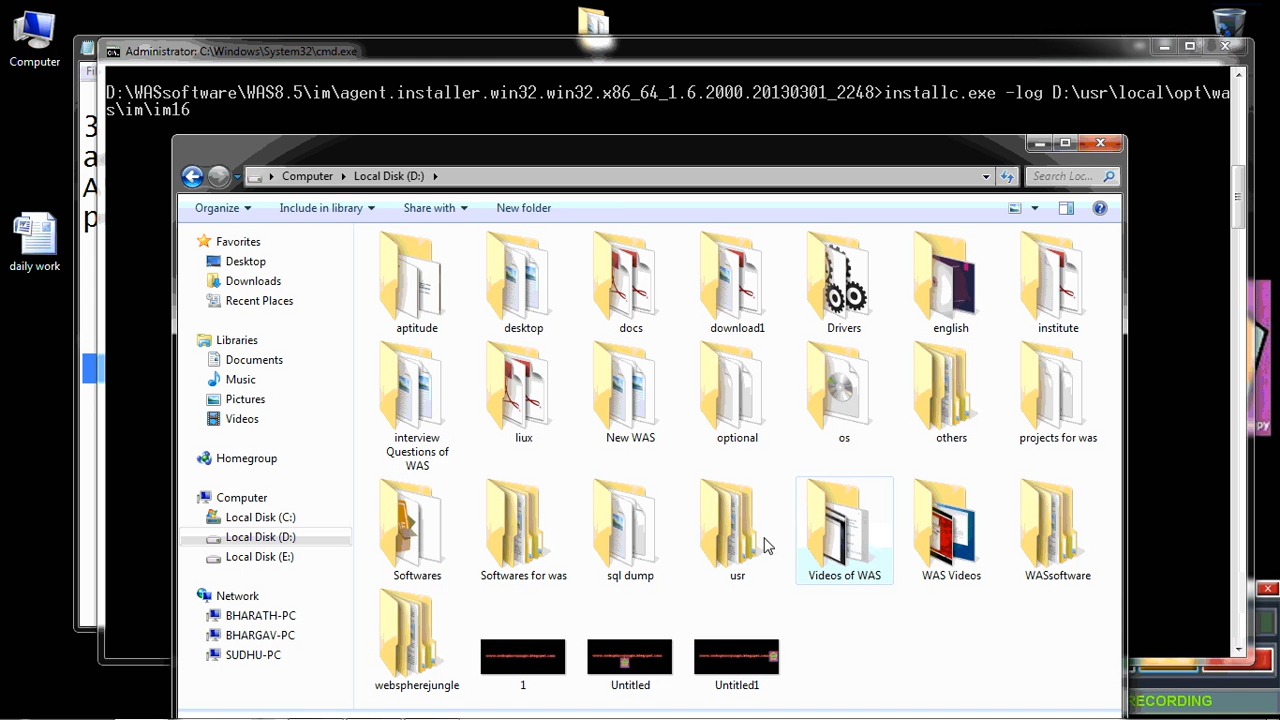 Computer
daily work
Administrator: C:\Windows\System32\cmd.exe
Fi
3
a
A
p
D:\WASsoftware\WAS8.5\im\agent.installer.win32.win32.x86_64_1.6.2000.20130301_2248>installc.exe -log D:\usr\local\opt\wa
s\im\im16
Computer Local Disk (D:)
Search Loc...
Organize Include in library Share with New folder
Favorites
Desktop
Downloads
Recent Places
Libraries
Documents
Music
Pictures
Videos
Homegroup
Computer
Local Disk (C:)
Local Disk (D:)
Local Disk (E:)
Network
BHARATH-PC
BHARGAV-PC
SUDHU-PC
aptitude desktop docs download1 Drivers english institute
interview
Questions of
WAS
liux New WAS optional os others projects for was
Softwares Softwares for was sql dump usr Videos of WAS WAS Videos WASsoftware
webspherejungle 1 Untitled Untitled1
py
RECORDING